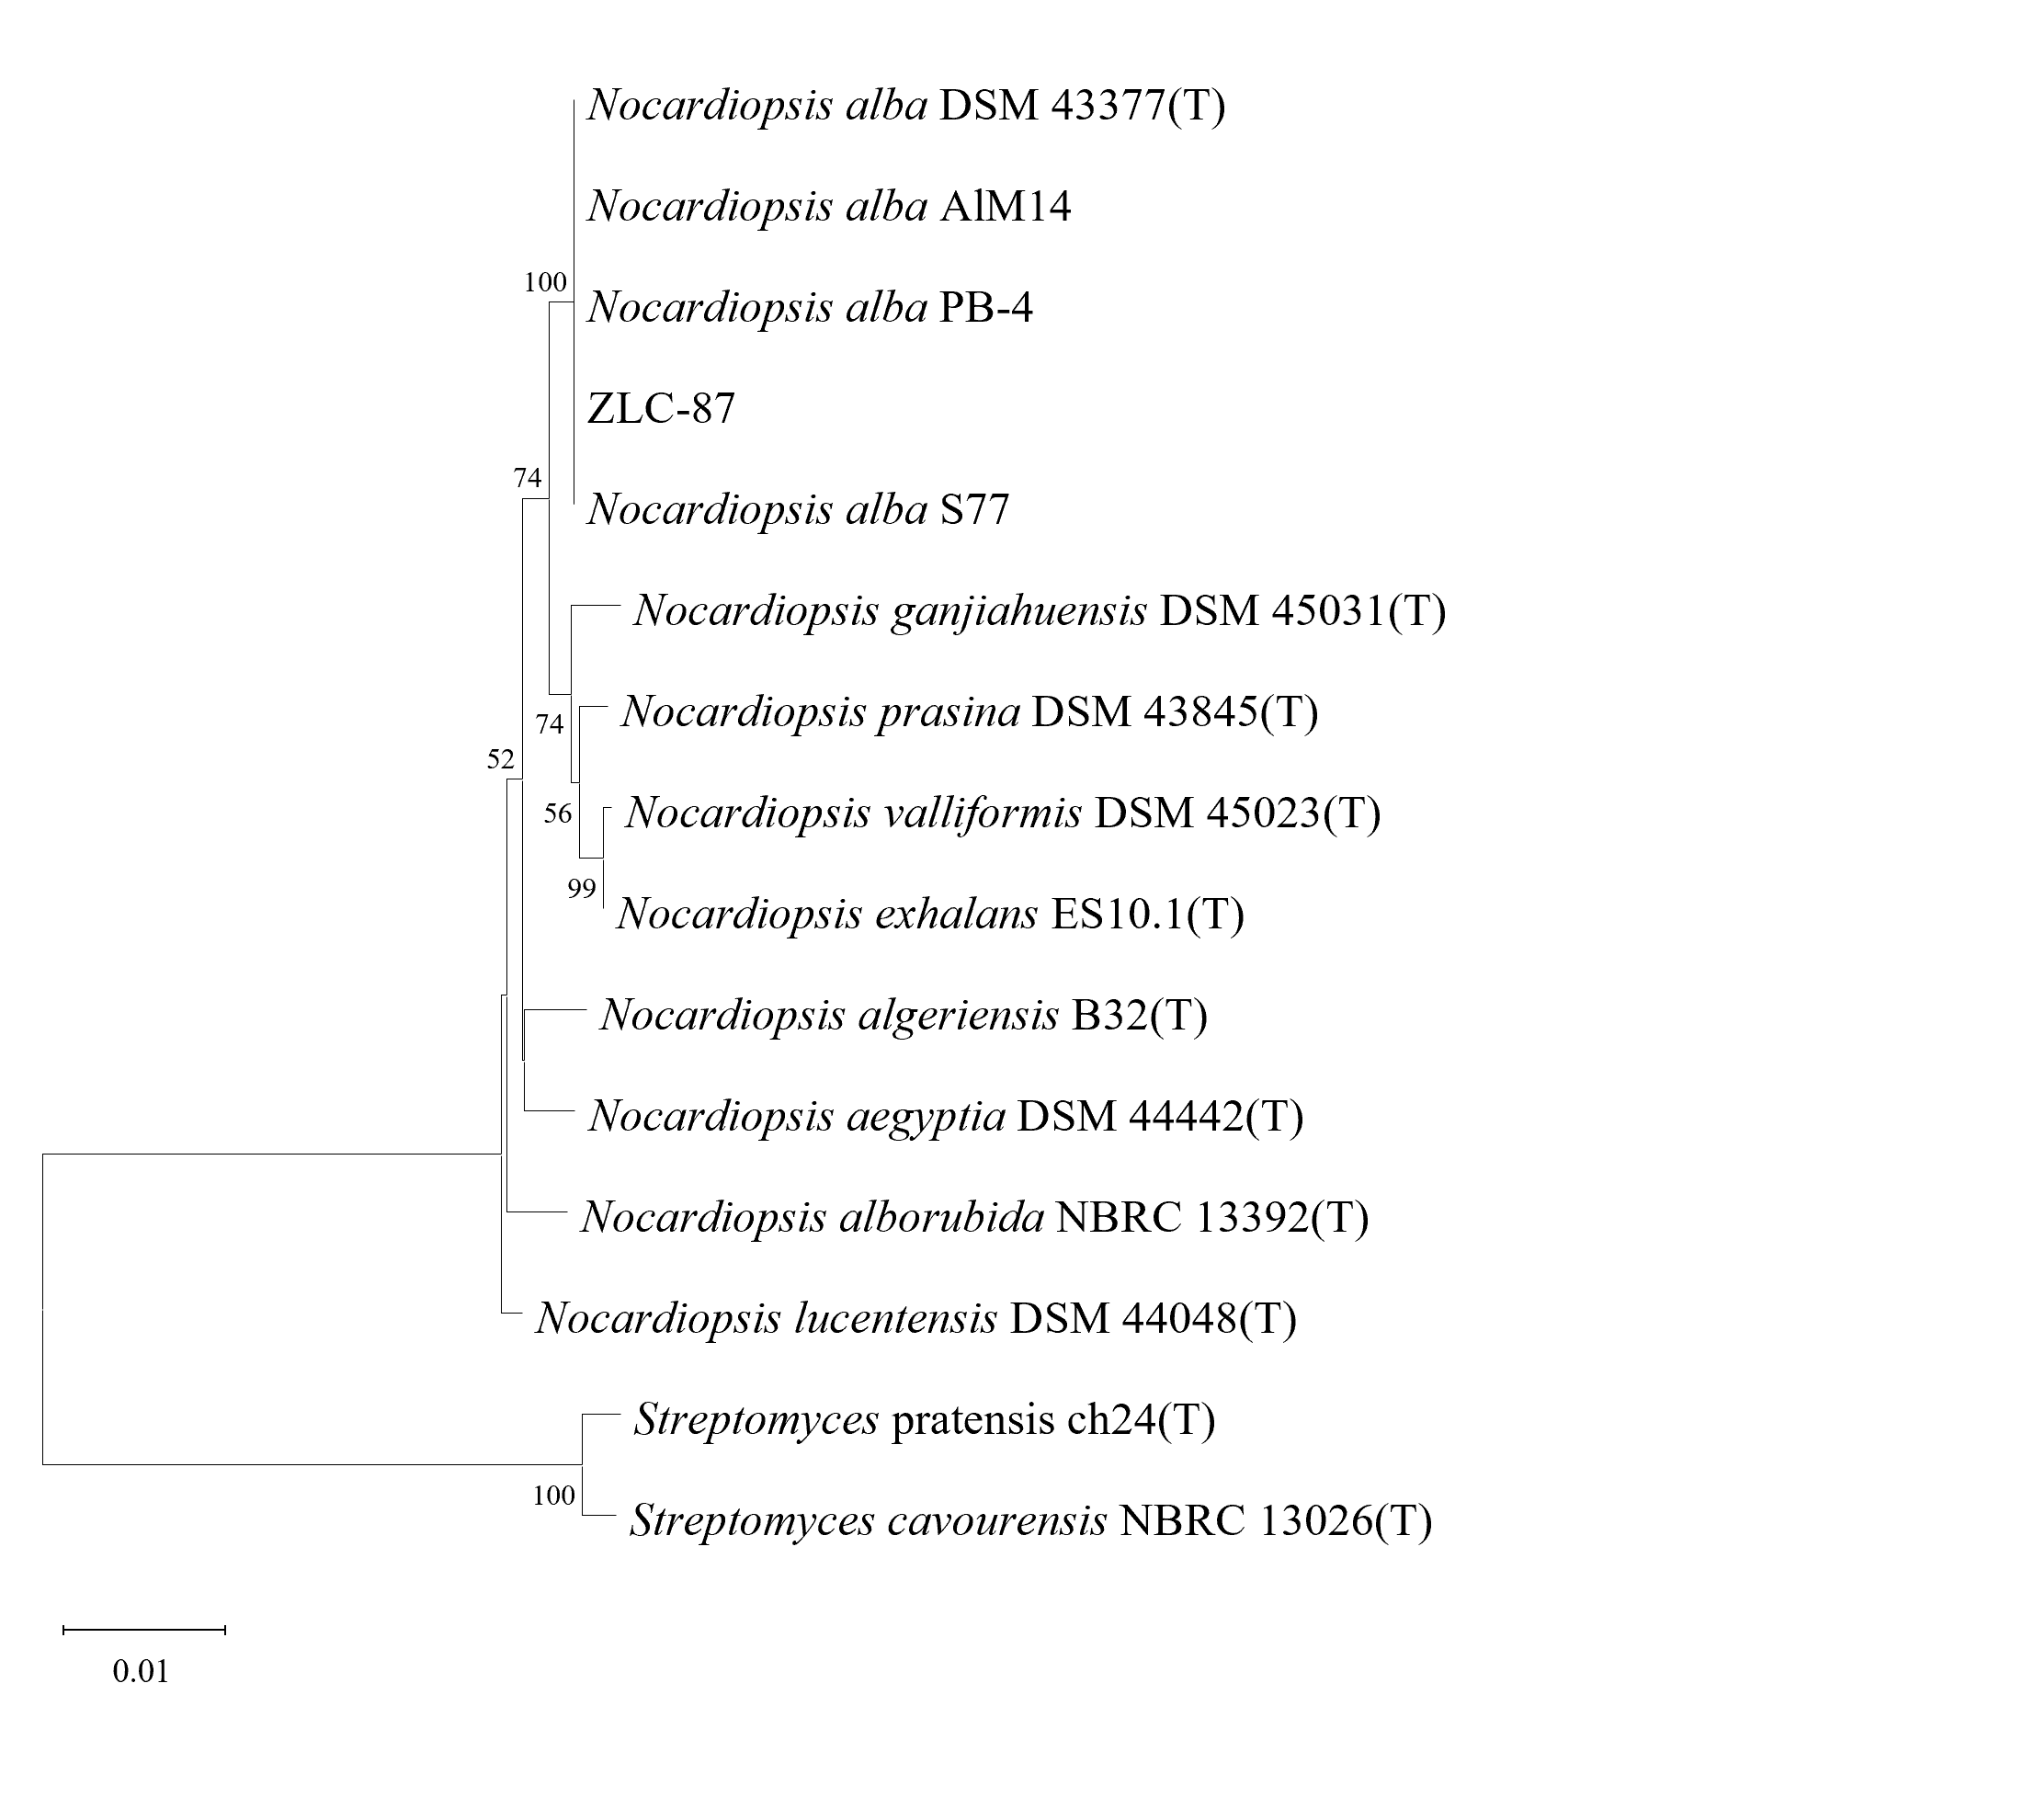 Nocardiopsis alba DSM 43377(T)
Nocardiopsis alba AlM14
100
Nocardiopsis alba PB-4
ZLC-87
74
Nocardiopsis alba S77
Nocardiopsis ganjiahuensis DSM 45031(T)
Nocardiopsis prasina DSM 43845(T)
74
52
Nocardiopsis valliformis DSM 45023(T)
56
99
Nocardiopsis exhalans ES10.1(T)
Nocardiopsis algeriensis B32(T)
Nocardiopsis aegyptia DSM 44442(T)
Nocardiopsis alborubida NBRC 13392(T)
Nocardiopsis lucentensis DSM 44048(T)
Streptomyces pratensis ch24(T)
100
Streptomyces cavourensis NBRC 13026(T)
0.01